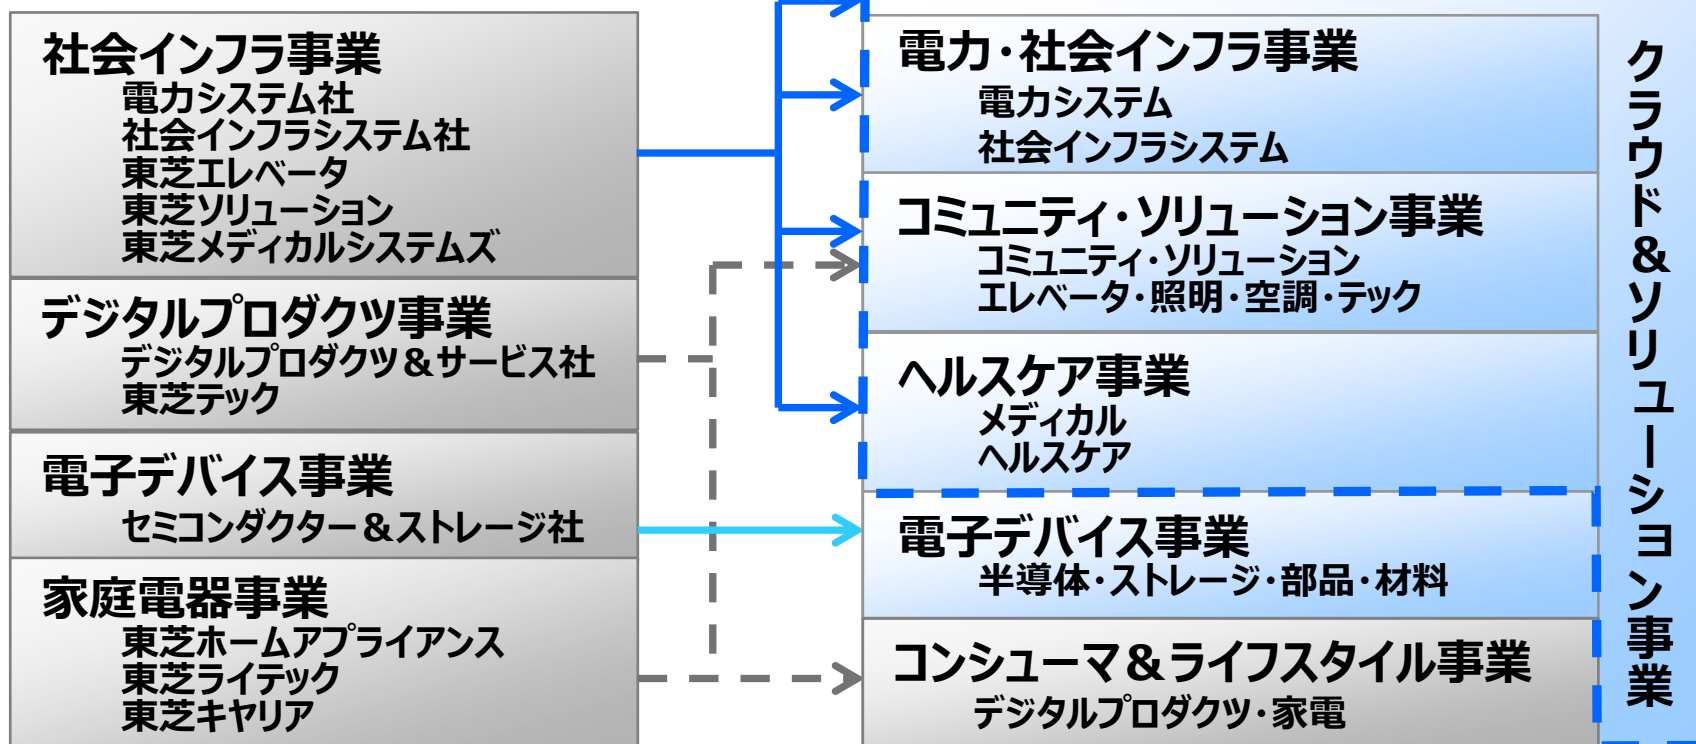 社会インフラ事業
電力システム社
社会インフラシステム社
東芝エレベータ
東芝ソリューション
東芝メディカルシステムズ
デジタルプロダクツ事業
デジタルプロダクツ＆サービス社
東芝テック
電子デバイス事業
セミコンダクター＆ストレージ社
家庭電器事業
東芝ホームアプライアンス
東芝ライテック
東芝キヤリア
電力・社会インフラ事業
電力システム
社会インフラシステム
コミュニティ・ソリューション事業
コミュニティ・ソリューション
エレベータ・照明・空調・テック
ヘルスケア事業
メディカル
ヘルスケア
電子デバイス事業
半導体・ストレージ・部品・材料
コンシューマ＆ライフスタイル事業
デジタルプロダクツ・家電
クラウド＆ソリューション事業